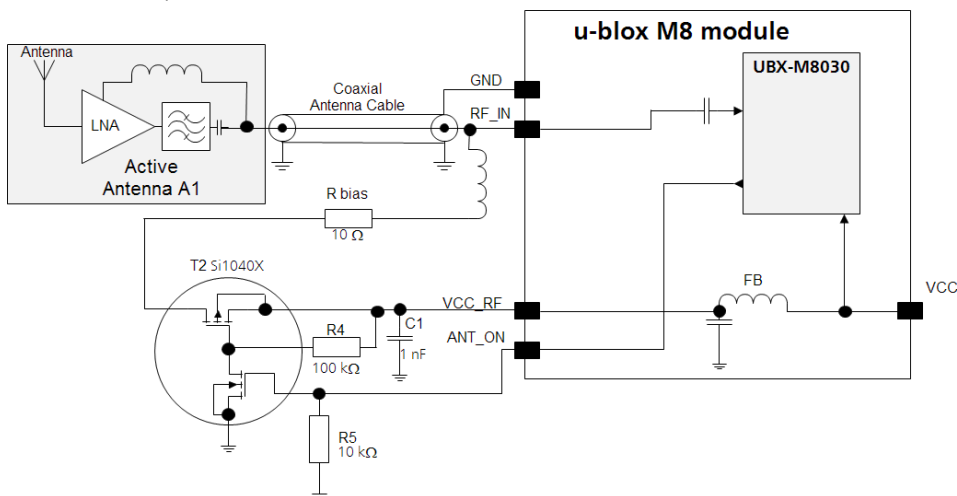 u-blox M8 module
Antenna
UBX-M8030
GND
Coaxial
Antenna Cable
RF_IN
LNA
Active
Antenna A1
R bias
10 Ω
T2 Si1040X
FB
VCC
VCC_RF
C1
R4
ANT_ON
1 nF
100 kΩ
R5
10 kΩ